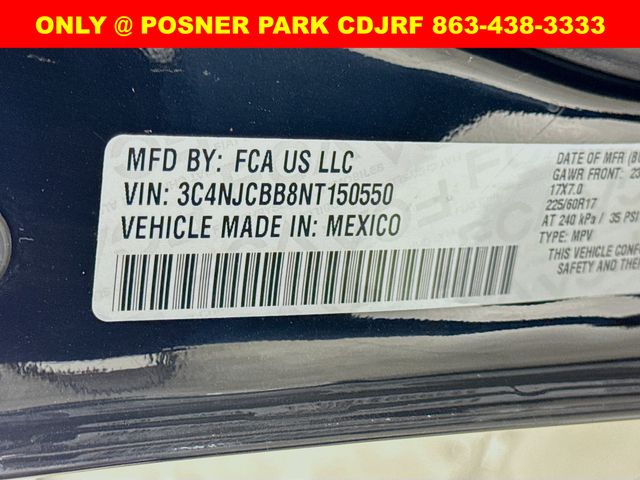 ONLY @ POSNER PARK CDJRF 863-438-3333
MFD BY: FCA US LLC
VIN: 3C4NJCBB8NT150550
VEHICLE MADE IN: MEXICO
DATE OF MFR (
GAWR FRONT: 23
17X7.0
225/60R17
AT 240 kPa / 35 PSI
TYPE: MPV
THIS VEHICLE CONFO
SAFETY AND THE